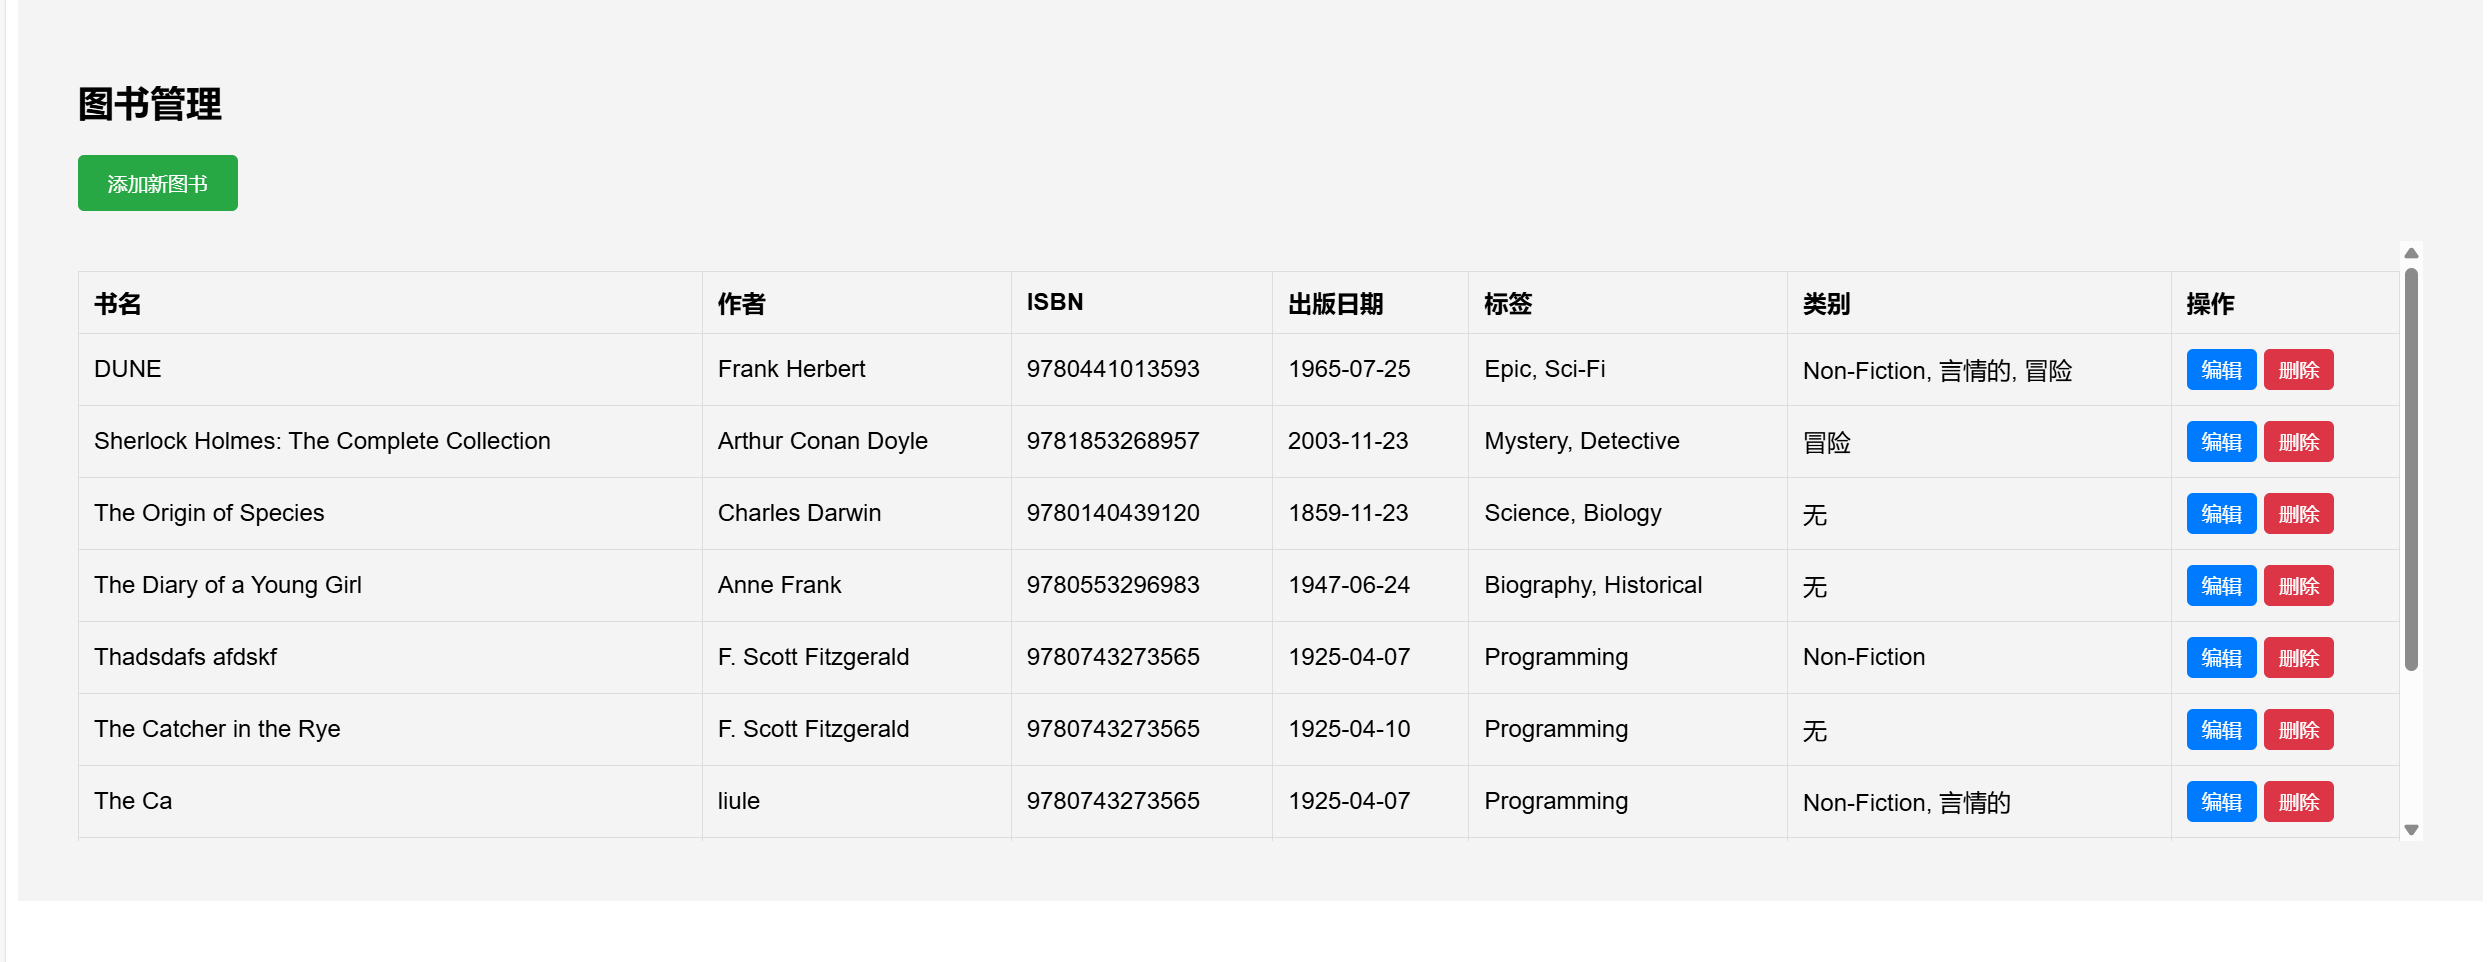 图书管理
添加新图书
书名 作者 ISBN 出版日期 标签 类别 操作
DUNE Frank Herbert 9780441013593 1965-07-25 Epic, Sci-Fi Non-Fiction, 言情的, 冒险 编辑 删除
Sherlock Holmes: The Complete Collection Arthur Conan Doyle 9781853268957 2003-11-23 Mystery, Detective 冒险 编辑 删除
The Origin of Species Charles Darwin 9780140439120 1859-11-23 Science, Biology 无 编辑 删除
The Diary of a Young Girl Anne Frank 9780553296983 1947-06-24 Biography, Historical 无 编辑 删除
Thadsdafs afdskf F. Scott Fitzgerald 9780743273565 1925-04-07 Programming Non-Fiction 编辑 删除
The Catcher in the Rye F. Scott Fitzgerald 9780743273565 1925-04-10 Programming 无 编辑 删除
The Ca liule 9780743273565 1925-04-07 Programming Non-Fiction, 言情的 编辑 删除